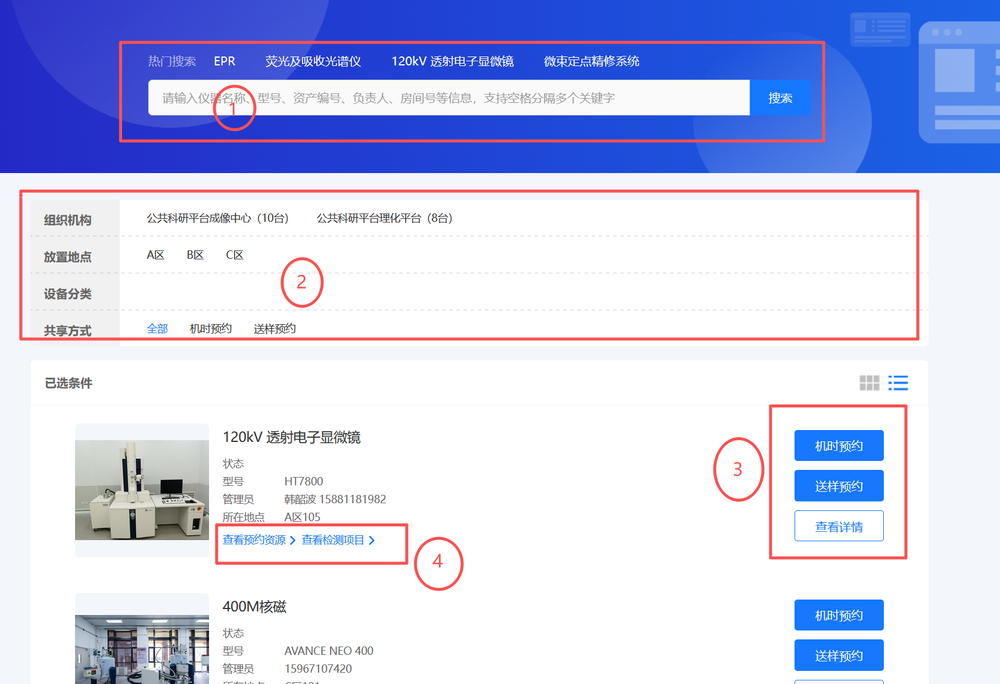 热门搜索 EPR 荧光及吸收光谱仪 120kV 透射电子显微镜 微束定点精修系统
请输入仪器名称、型号、资产编号、负责人、房间号等信息，支持空格分隔多个关键字 搜索
1
组织机构 公共科研平台成像中心（10台） 公共科研平台理化平台（8台）
放置地点 A区 B区 C区
2
设备分类
共享方式 全部 机时预约 送样预约
已选条件
120kV 透射电子显微镜
机时预约
状态
3
型号 HT7800
送样预约
管理员 韩韶波 15881181982
所在地点 A区105
查看详情
查看预约资源 查看检测项目
4
400M核磁
机时预约
状态
型号 AVANCE NEO 400
送样预约
管理员 15967107420